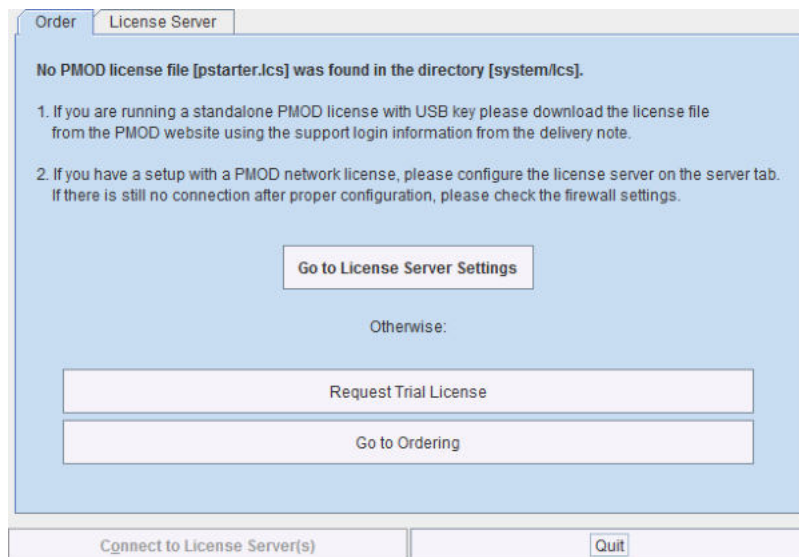 Order
License Server
No PMOD license file [pstarter.lcs] was found in the directory [system/lcs].
1. If you are running a standalone PMOD license with USB key please download the license file
from the PMOD website using the support login information from the delivery note.
2. If you have a setup with a PMOD network license, please configure the license server on the server tab.
If there is still no connection after proper configuration, please check the firewall settings.
Go to License Server Settings
Otherwise:
Request Trial License
Go to Ordering
Connect to License Server(s)
Quit